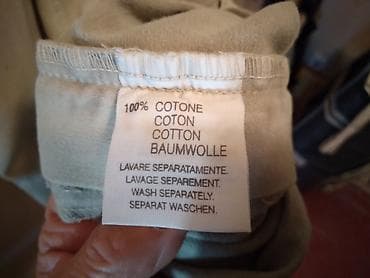 100% COTONE
COTON
COTTON
BAUMWOLLE
LAVARE SEPARATAMENTE.
LAVAGE SEPAREMENT.
WASH SEPARATELY.
SEPARAT WASCHEN.